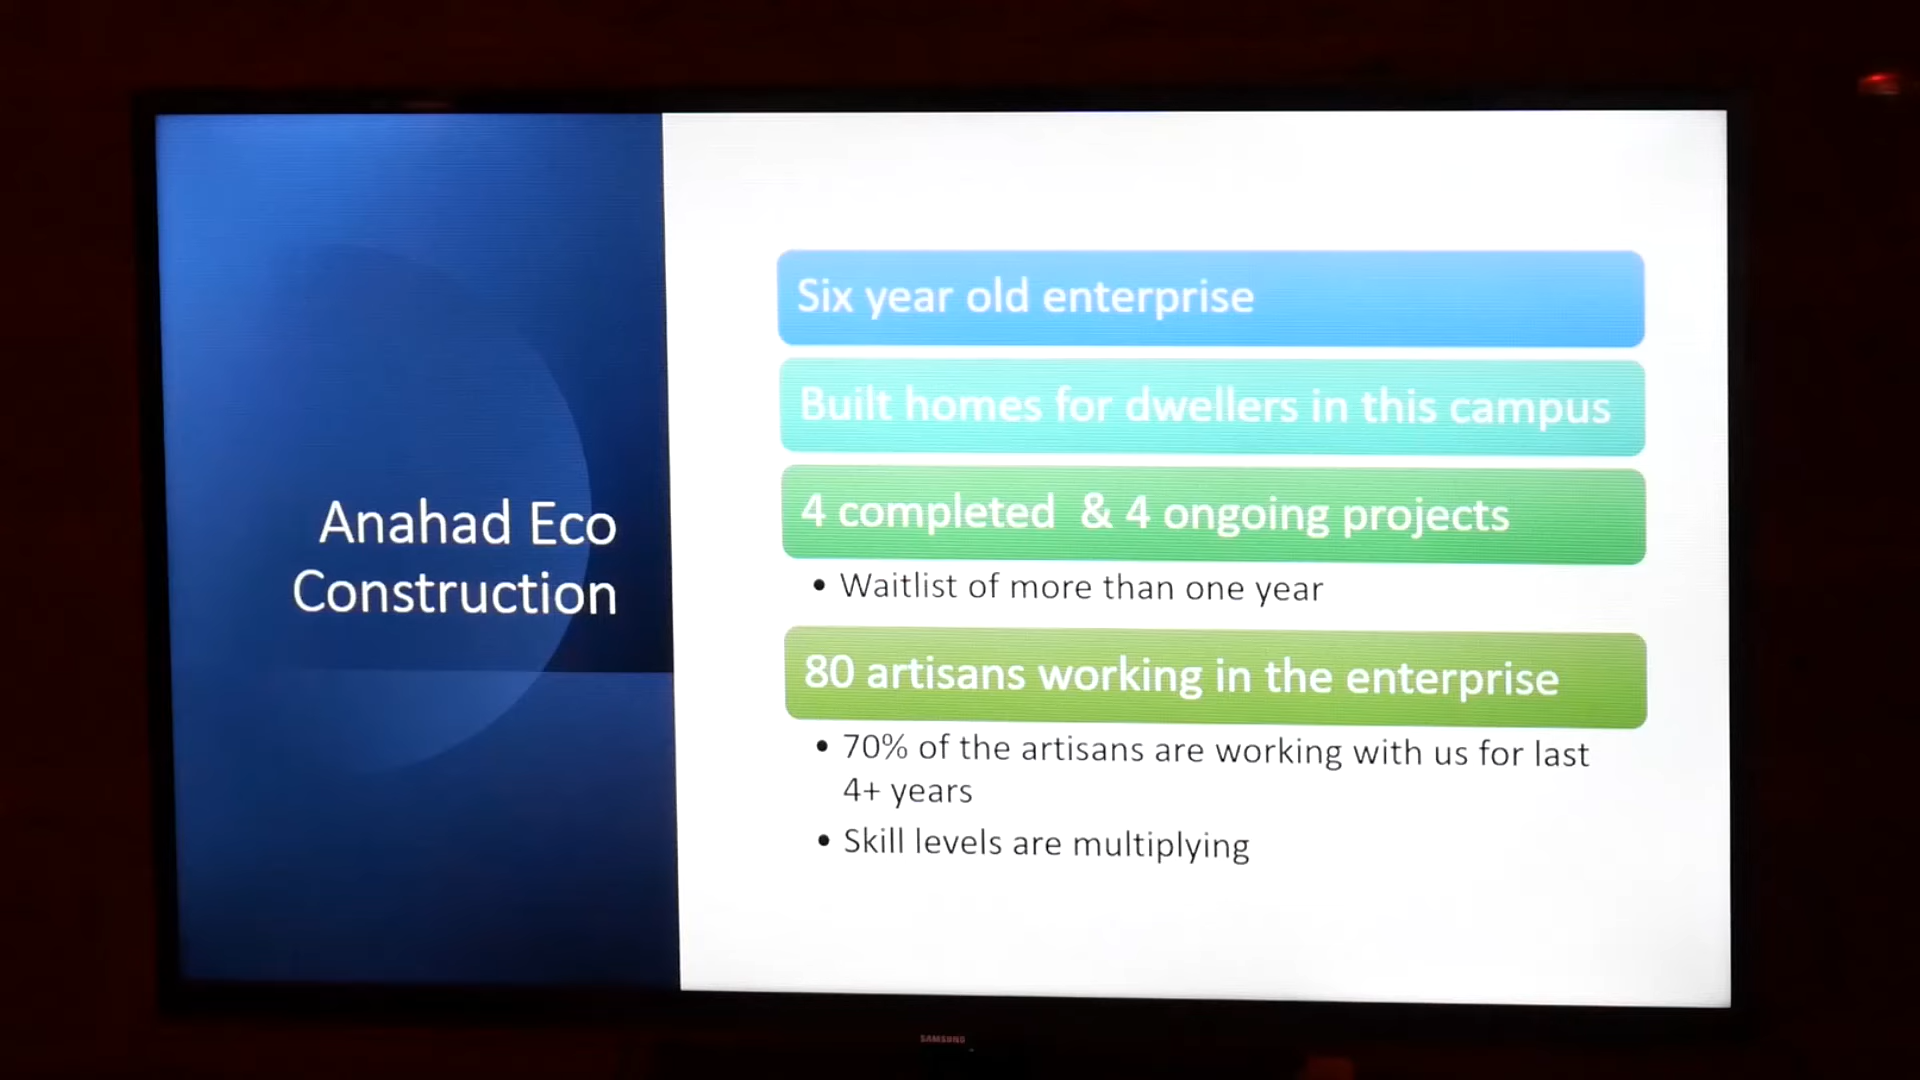 Anahad Eco
Construction
Six year old enterprise
Built homes for dwellers in this campus
4 completed & 4 ongoing projects
• Waitlist of more than one year
80 artisans working in the enterprise
• 70% of the artisans are working with us for last
4+ years
• Skill levels are multiplying
SAMSUNG